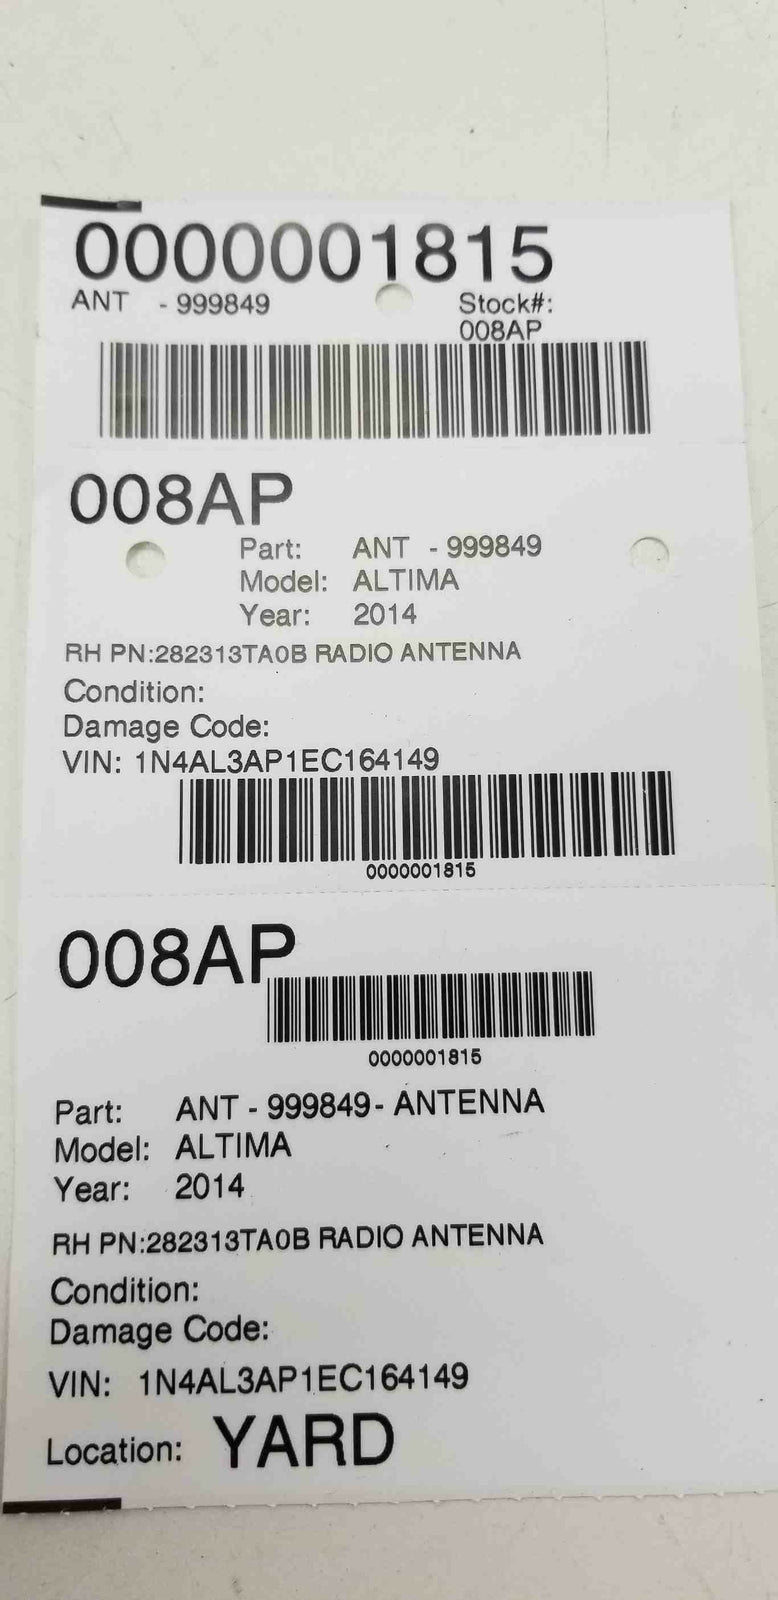 0000001815
ANT - 999849 Stock#:
008AP
008AP
Part: ANT - 999849
Model: ALTIMA
Year: 2014
RH PN:282313TA0B RADIO ANTENNA
Condition:
Damage Code:
VIN: 1N4AL3AP1EC164149
0000001815
008AP
0000001815
Part: ANT - 999849- ANTENNA
Model: ALTIMA
Year: 2014
RH PN:282313TA0B RADIO ANTENNA
Condition:
Damage Code:
VIN: 1N4AL3AP1EC164149
Location: YARD